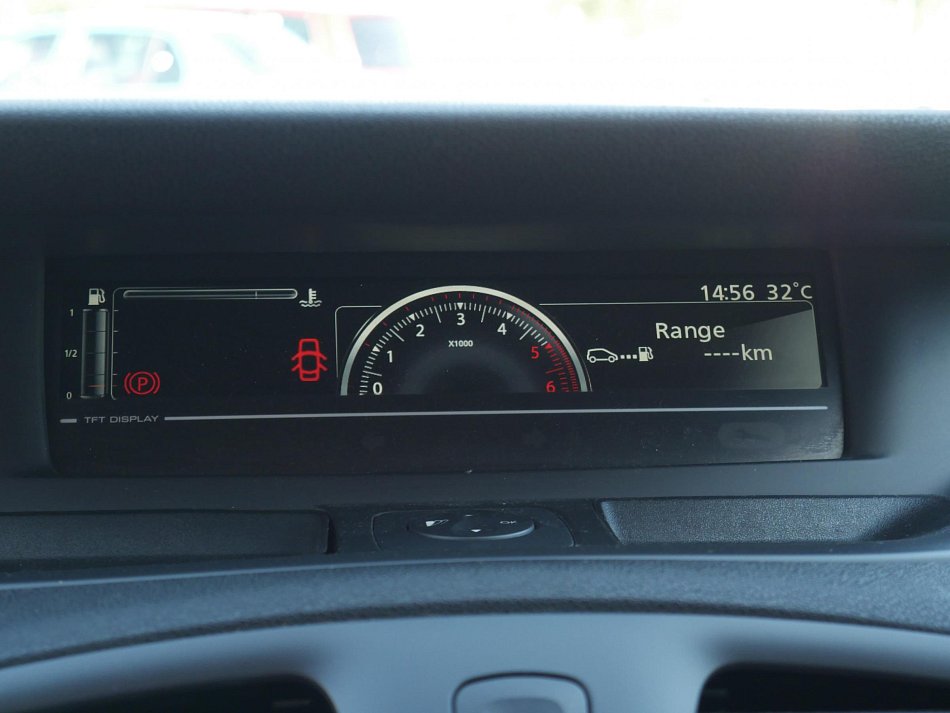 14:56 32°C
1
1/2
0
P
TFT DISPLAY
0
1
2
3
4
5
6
X1000
Range
----km
OK